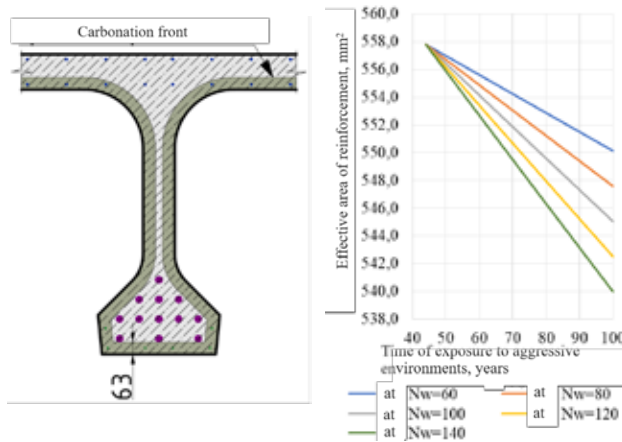 Carbonation front
63
Effective area of reinforcement, mm²
560,0
558,0
556,0
554,0
552,0
550,0
548,0
546,0
544,0
542,0
540,0
538,0
40 50 60 70 80 90 100
Time of exposure to aggressive
environments, years
at Nw=60 at Nw=80
at Nw=100 at Nw=120
at Nw=140